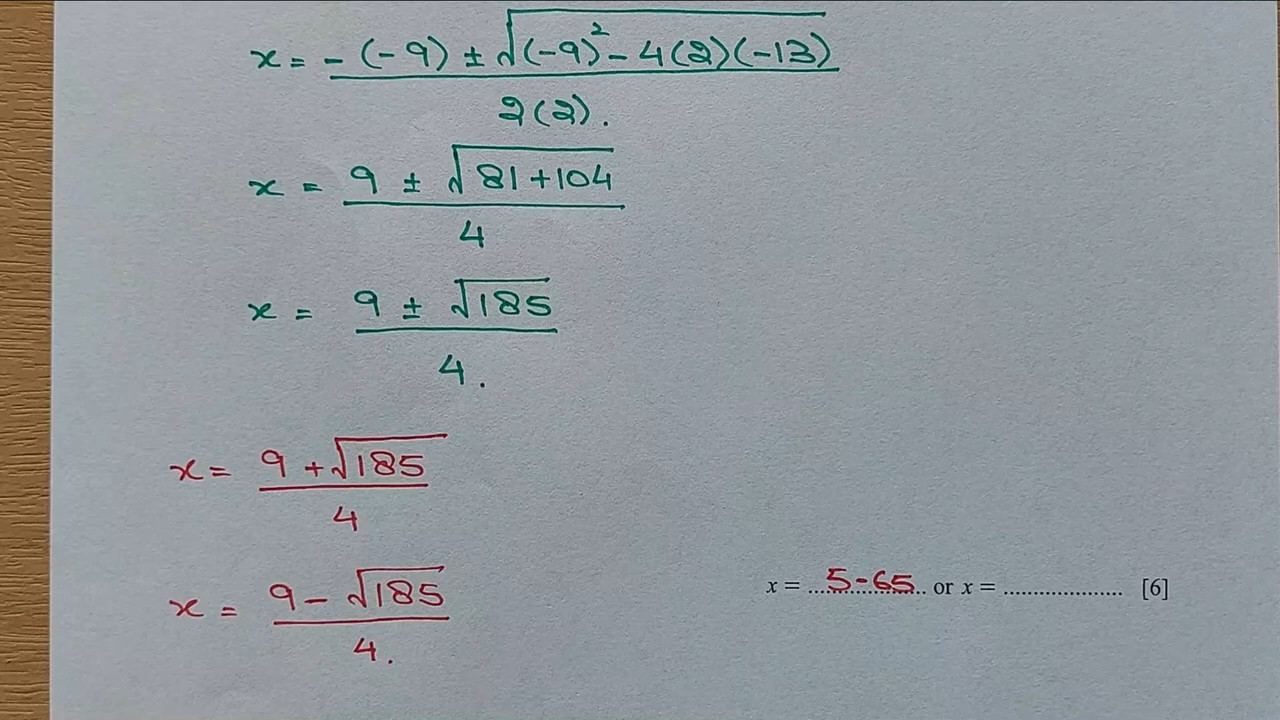 x = -(-9) ± √(-9)² - 4(2)(-13)
2(2).
x = 9 ± √81+104
4
x = 9 ± √185
4.
x = 9 + √185
4
x = 9 - √185
4.
x = ....5-65.... or x = .................... [6]